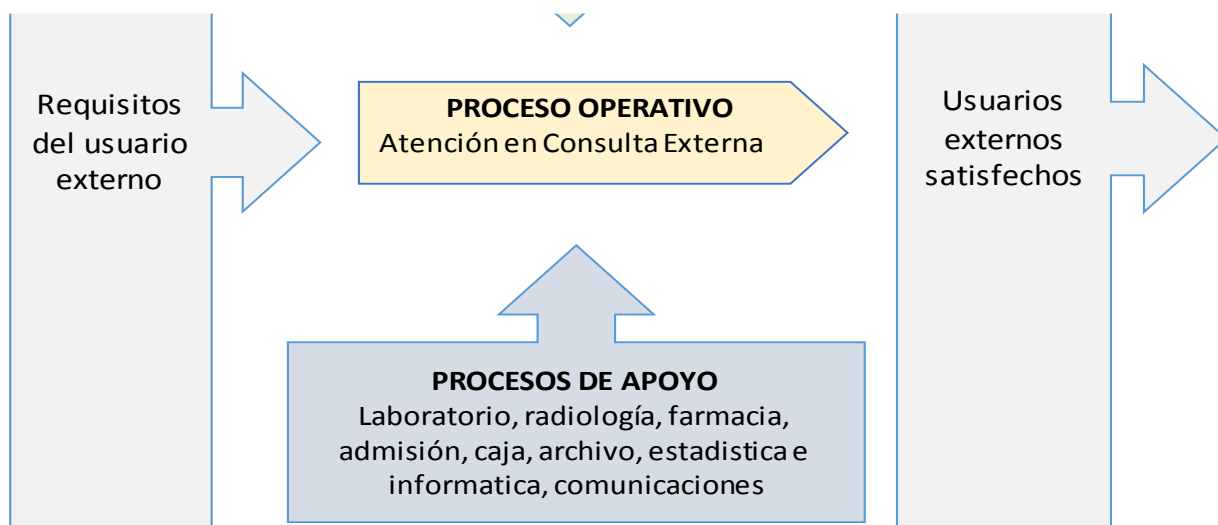 Requisitos
del usuario
externo
PROCESO OPERATIVO
Atención en Consulta Externa
Usuarios
externos
satisfechos
PROCESOS DE APOYO
Laboratorio, radiología, farmacia,
admisión, caja, archivo, estadistica e
informatica, comunicaciones